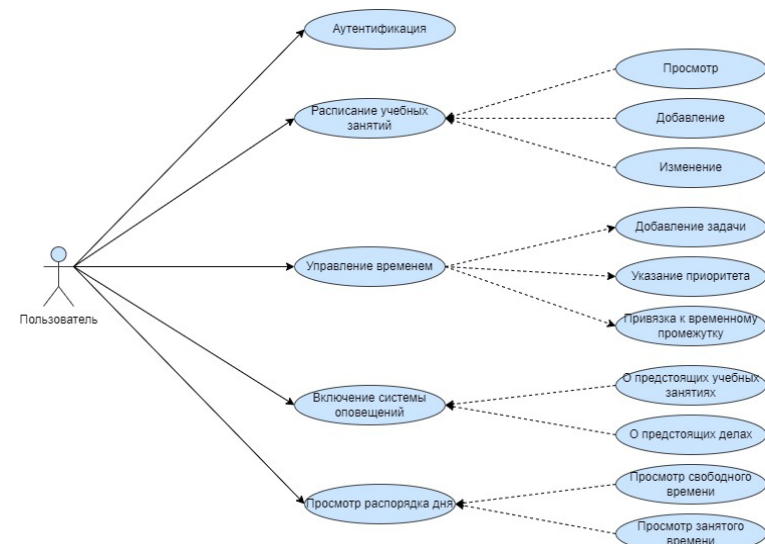 Аутентификация
Расписание учебных
занятий
Просмотр
Добавление
Изменение
Пользователь
Управление временем
Добавление задачи
Указание приоритета
Привязка к временному
промежутку
Включение системы
оповещений
О предстоящих учебных
занятиях
О предстоящих делах
Просмотр распорядка дня
Просмотр свободного
времени
Просмотр занятого
времени